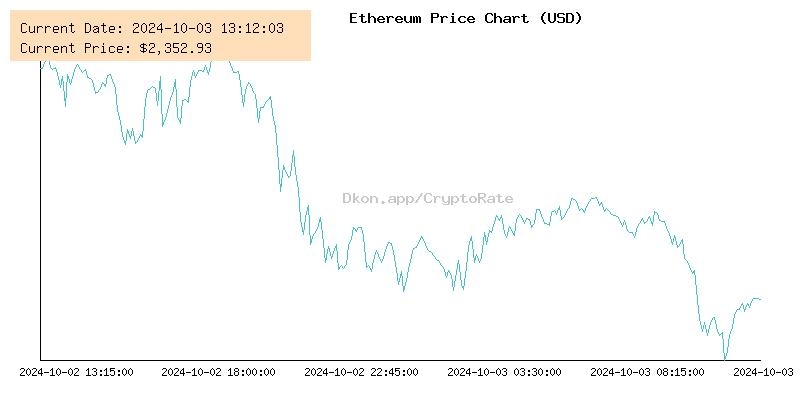 Ethereum Price Chart (USD)
Current Date: 2024-10-03 13:12:03
Current Price: $2,352.93
Dkon.app/CryptoRate
2024-10-02 13:15:00 2024-10-02 18:00:00 2024-10-02 22:45:00 2024-10-03 03:30:00 2024-10-03 08:15:00 2024-10-03